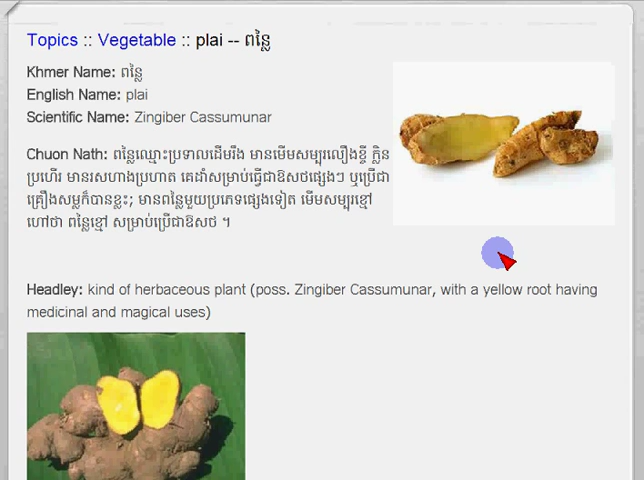 Topics :: Vegetable :: plai -- ពន្លៃ
Khmer Name: ពន្លៃ
English Name: plai
Scientific Name: Zingiber Cassumunar
Chuon Nath: ពន្លៃឈ្មោះប្រទាលដើមរឹង មានមើមសម្បុរលឿងខ្ចី ក្លិន
ប្រហើរ មានរសហាងប្រហាត គេដាំសម្រាប់ធ្វើជាឱសថផ្សេងៗ ឬប្រើជា
គ្រឿងសម្លក៏បានខ្លះ; មានពន្លៃមួយប្រភេទផ្សេងទៀត មើមសម្បុរខ្មៅ
ហៅថា ពន្លៃខ្មៅ សម្រាប់ប្រើជាឱសថ ។
Headley: kind of herbaceous plant (poss. Zingiber Cassumunar, with a yellow root having
medicinal and magical uses)